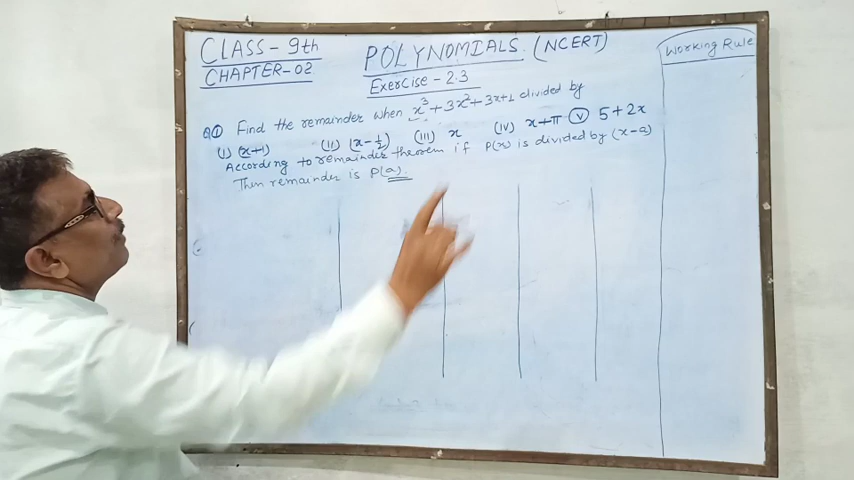 CLASS-9th
POLYNOMIALS. (NCERT)
Working Rule
CHAPTER-02
Exercise-2.3
Q① Find the remainder when x³+3x²+3x+1 divided by
(I) (x+1) (II) (x-1/2) (III) x (IV) x+π Ⓥ 5+2x
According to remainder theorem if P(x) is divided by (x-a)
Then remainder is P(a).